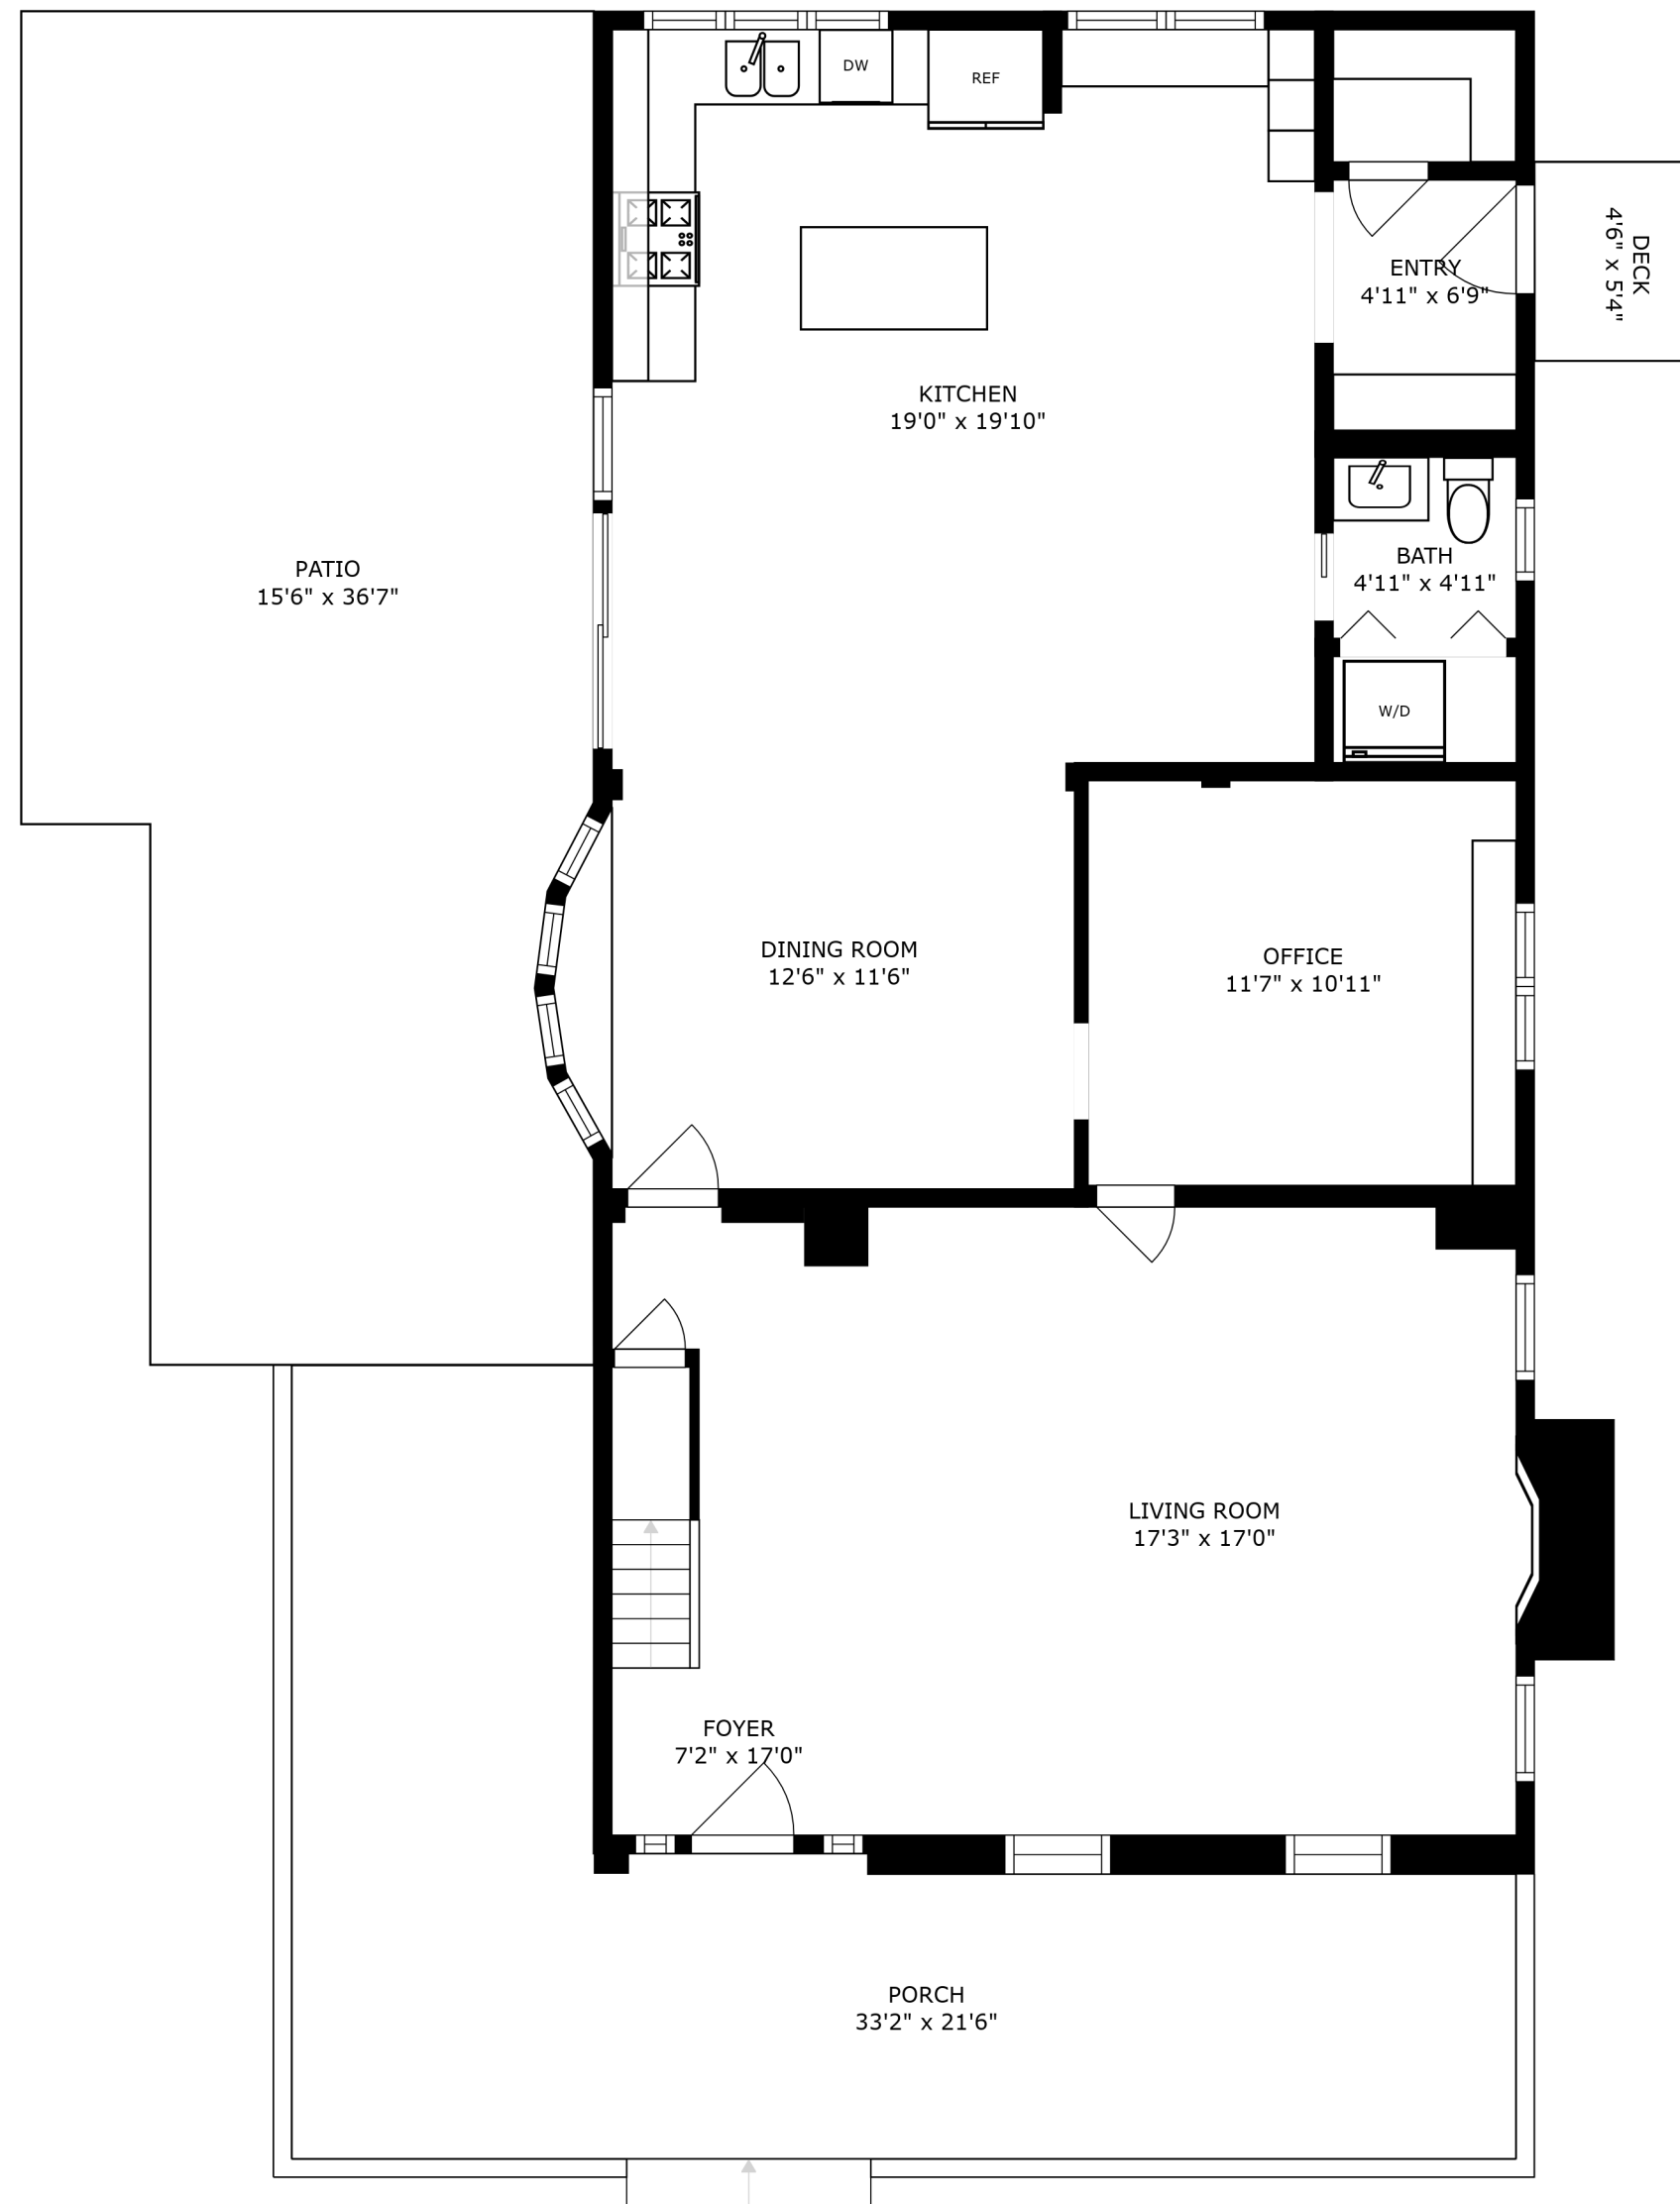 DW
REF
ENTRY
4'11" x 6'9"
DECK
4'6" x 5'4"
KITCHEN
19'0" x 19'10"
PATIO
15'6" x 36'7"
BATH
4'11" x 4'11"
W/D
DINING ROOM
12'6" x 11'6"
OFFICE
11'7" x 10'11"
LIVING ROOM
17'3" x 17'0"
FOYER
7'2" x 17'0"
PORCH
33'2" x 21'6"